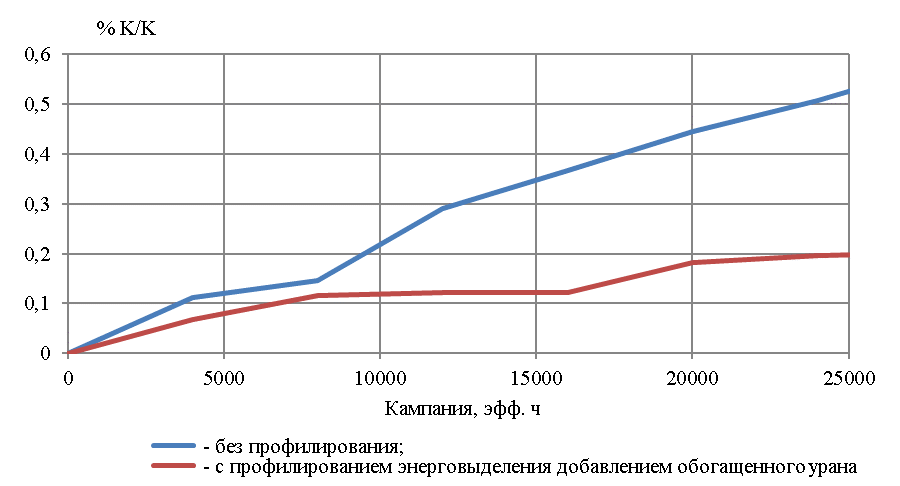 % K/K
0,6
0,5
0,4
0,3
0,2
0,1
0
0 5000 10000 15000 20000 25000
Кампания, эфф. ч
- без профилирования;
- с профилированием энерговыделения добавлением обогащенного урана